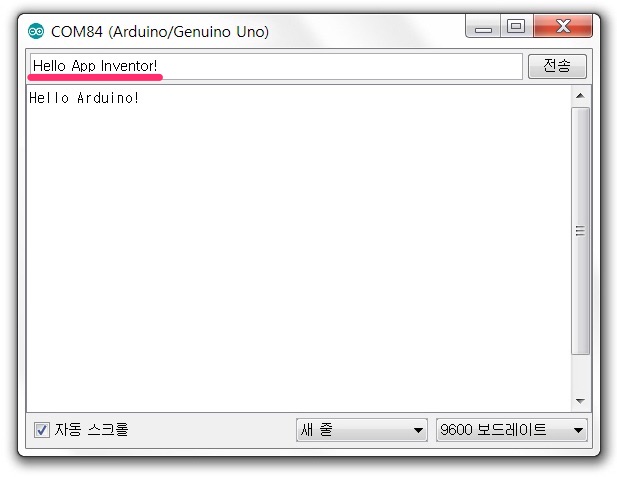 COM84 (Arduino/Genuino Uno)
Hello App Inventor!
전송
Hello Arduino!
자동 스크롤
새 줄
9600 보드레이트